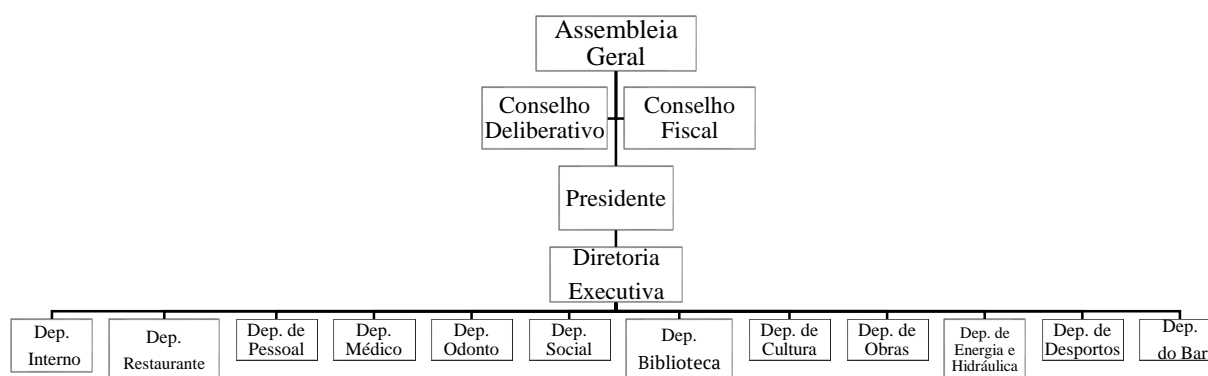 Assembleia
Geral
Conselho
Deliberativo
Conselho
Fiscal
Presidente
Diretoria
Executiva
Dep.
Interno
Dep.
Restaurante
Dep. de
Pessoal
Dep.
Médico
Dep.
Odonto
Dep.
Social
Dep.
Biblioteca
Dep. de
Cultura
Dep. de
Obras
Dep. de
Energia e
Hidráulica
Dep. de
Desportos
Dep.
do Bar